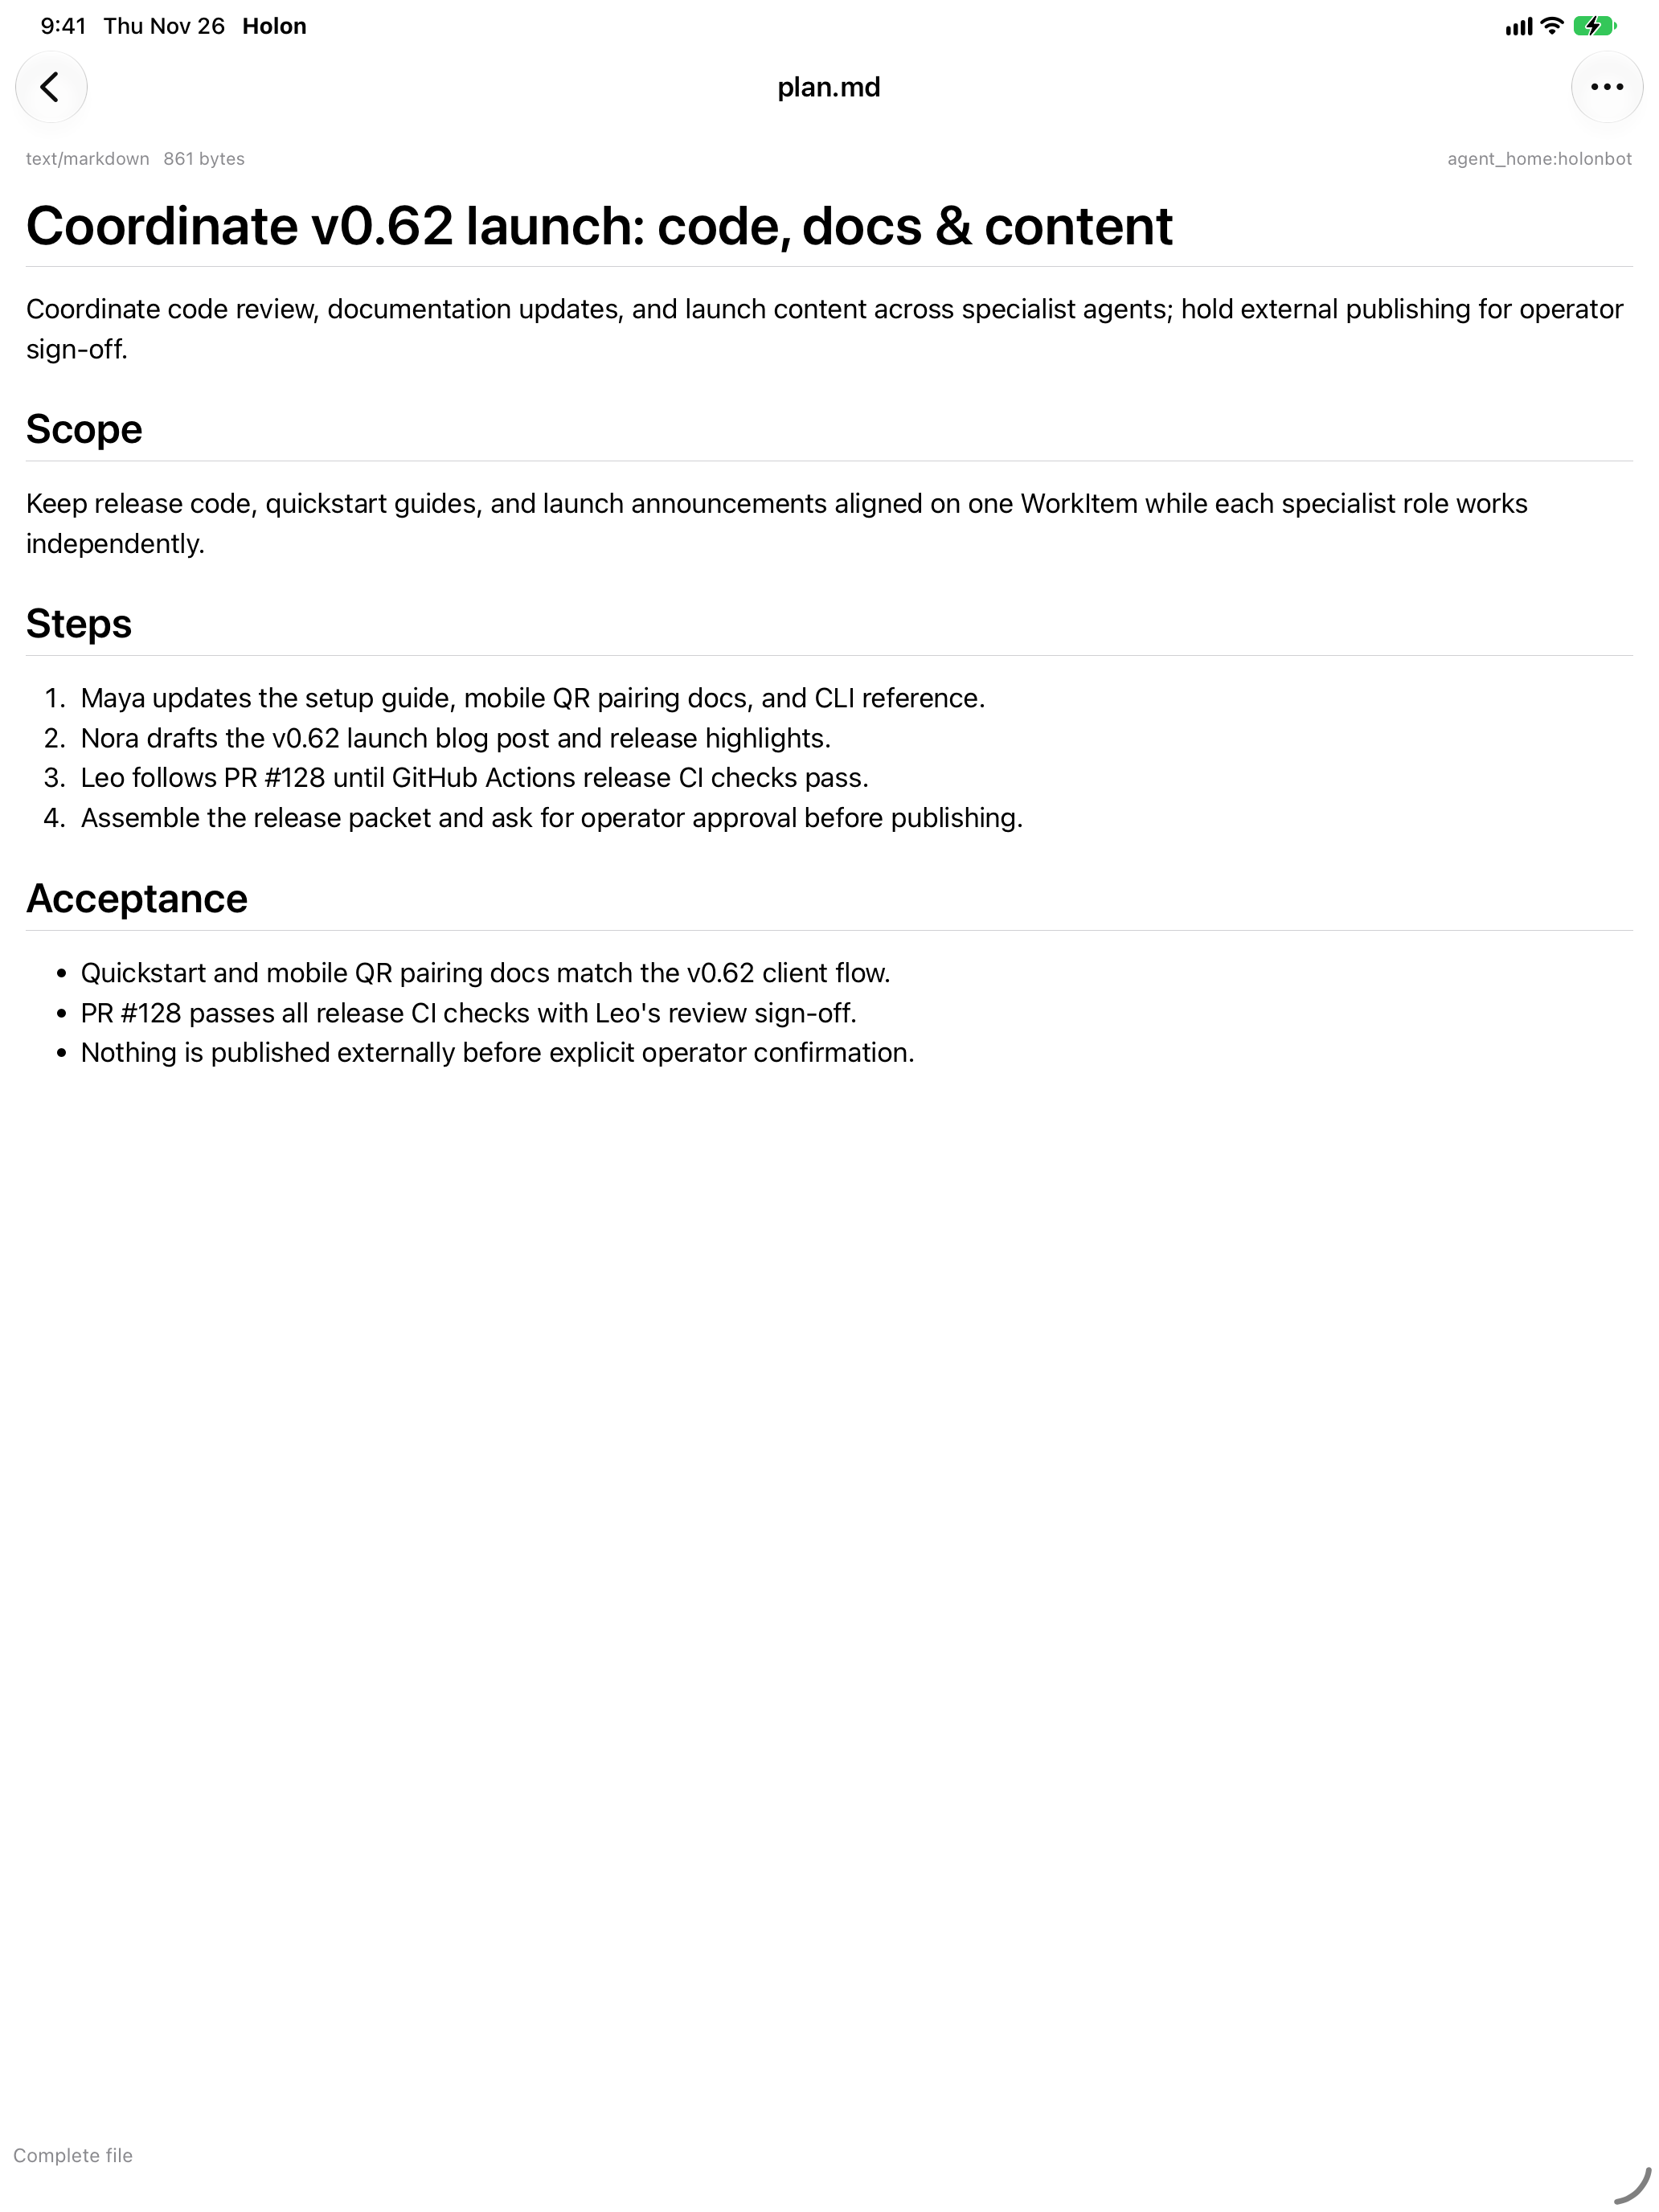 9:41 Thu Nov 26 Holon
plan.md
text/markdown 861 bytes
agent_home:holonbot
Coordinate v0.62 launch: code, docs & content
Coordinate code review, documentation updates, and launch content across specialist agents; hold external publishing for operator
sign-off.
Scope
Keep release code, quickstart guides, and launch announcements aligned on one WorkItem while each specialist role works
independently.
Steps
1. Maya updates the setup guide, mobile QR pairing docs, and CLI reference.
2. Nora drafts the v0.62 launch blog post and release highlights.
3. Leo follows PR #128 until GitHub Actions release CI checks pass.
4. Assemble the release packet and ask for operator approval before publishing.
Acceptance
• Quickstart and mobile QR pairing docs match the v0.62 client flow.
• PR #128 passes all release CI checks with Leo's review sign-off.
• Nothing is published externally before explicit operator confirmation.
Complete file